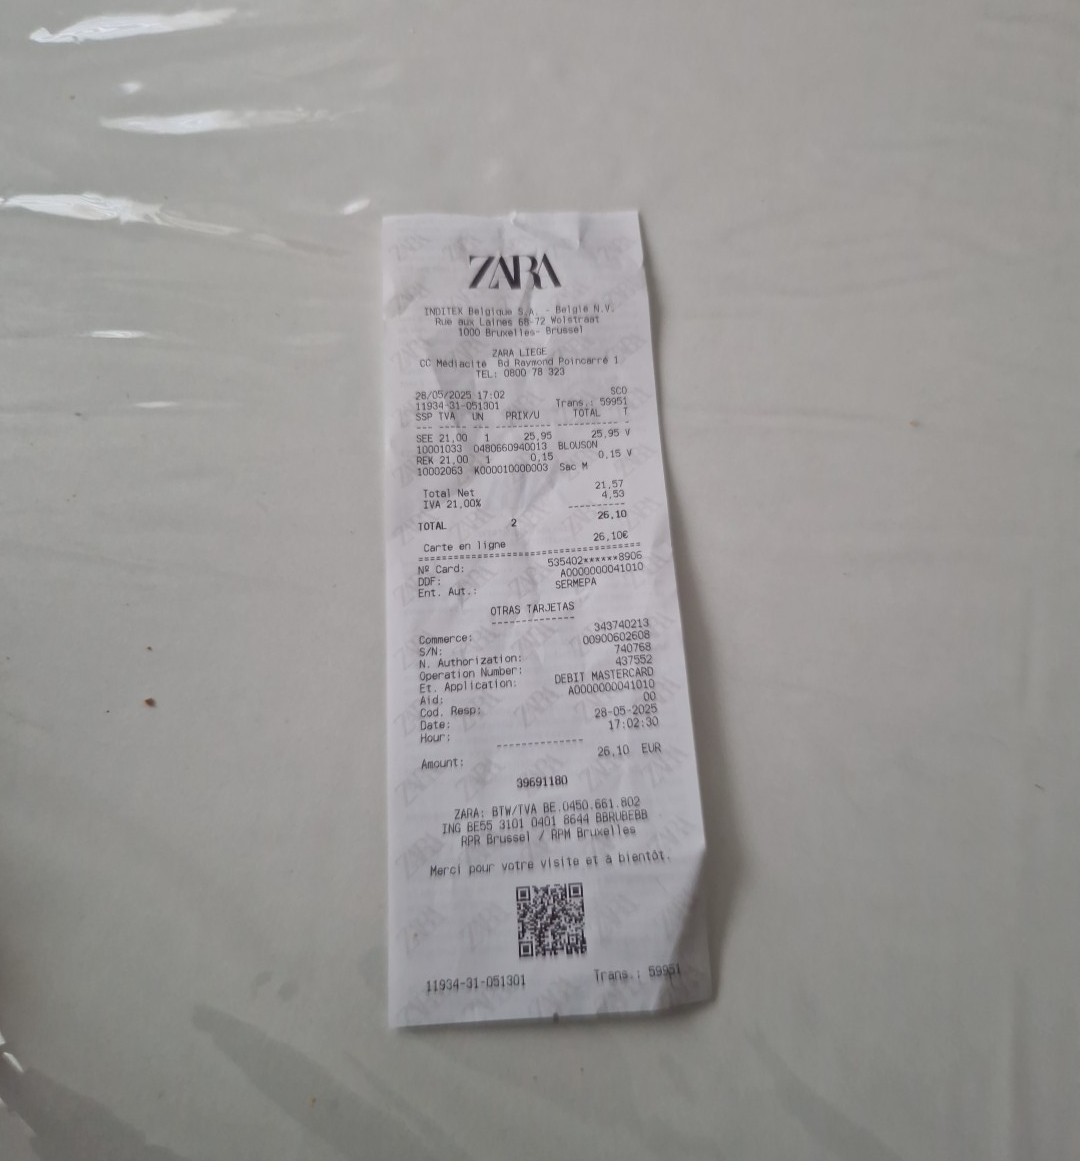 ZARA
INDITEX Belgique S.A. - België N.V.
Rue aux Laines 68-72 Wolstraat
1000 Bruxelles- Brussel
ZARA LIEGE
CC Médiacité Bd Raymond Poincarré 1
TEL: 0800 78 323
28/05/2025 17:02 SCO
11934-31-051301 Trans.: 59951
SSP TVA UN PRIX/U TOTAL T
--- ----- --- ---------- ---------- -
SEE 21,00 1 25,95 25,95 V
10001033 0480660940013 BLOUSON
REK 21,00 1 0,15 0,15 V
10002063 K000010000003 Sac M
Total Net 21,57
IVA 21,00% 4,53
----------
TOTAL 2 26,10
Carte en ligne 26,10€
========================================
Nº Card: 535402******8906
DDF: A0000000041010
Ent. Aut.: SERMEPA
OTRAS TARJETAS
--------------
Commerce: 343740213
S/N: 00900602608
N. Authorization: 740768
Operation Number: 437552
Et. Application: DEBIT MASTERCARD
Aid: A0000000041010
Cod. Resp: 00
Date: 28-05-2025
Hour: 17:02:30
--------------
Amount: 26,10 EUR
39691180
ZARA: BTW/TVA BE.0450.661.802
ING BE55 3101 0401 8644 BBRUBEBB
RPR Brussel / RPM Bruxelles
Merci pour votre visite et à bientôt.
11934-31-051301 Trans.: 59951